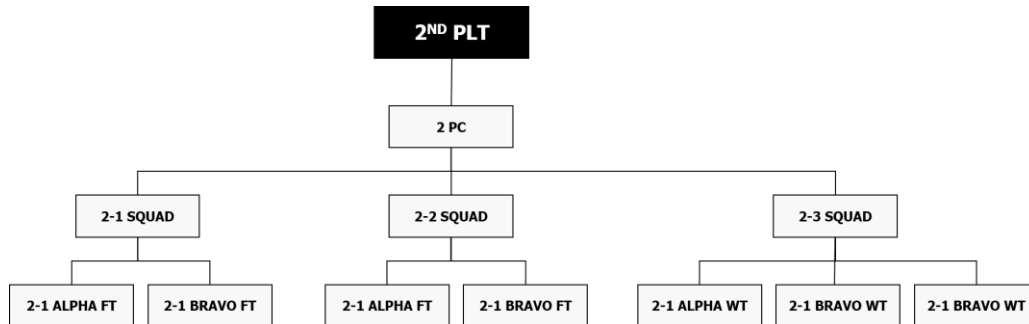 2ND PLT
2 PC
2-1 SQUAD
2-2 SQUAD
2-3 SQUAD
2-1 ALPHA FT
2-1 BRAVO FT
2-1 ALPHA FT
2-1 BRAVO FT
2-1 ALPHA WT
2-1 BRAVO WT
2-1 BRAVO WT